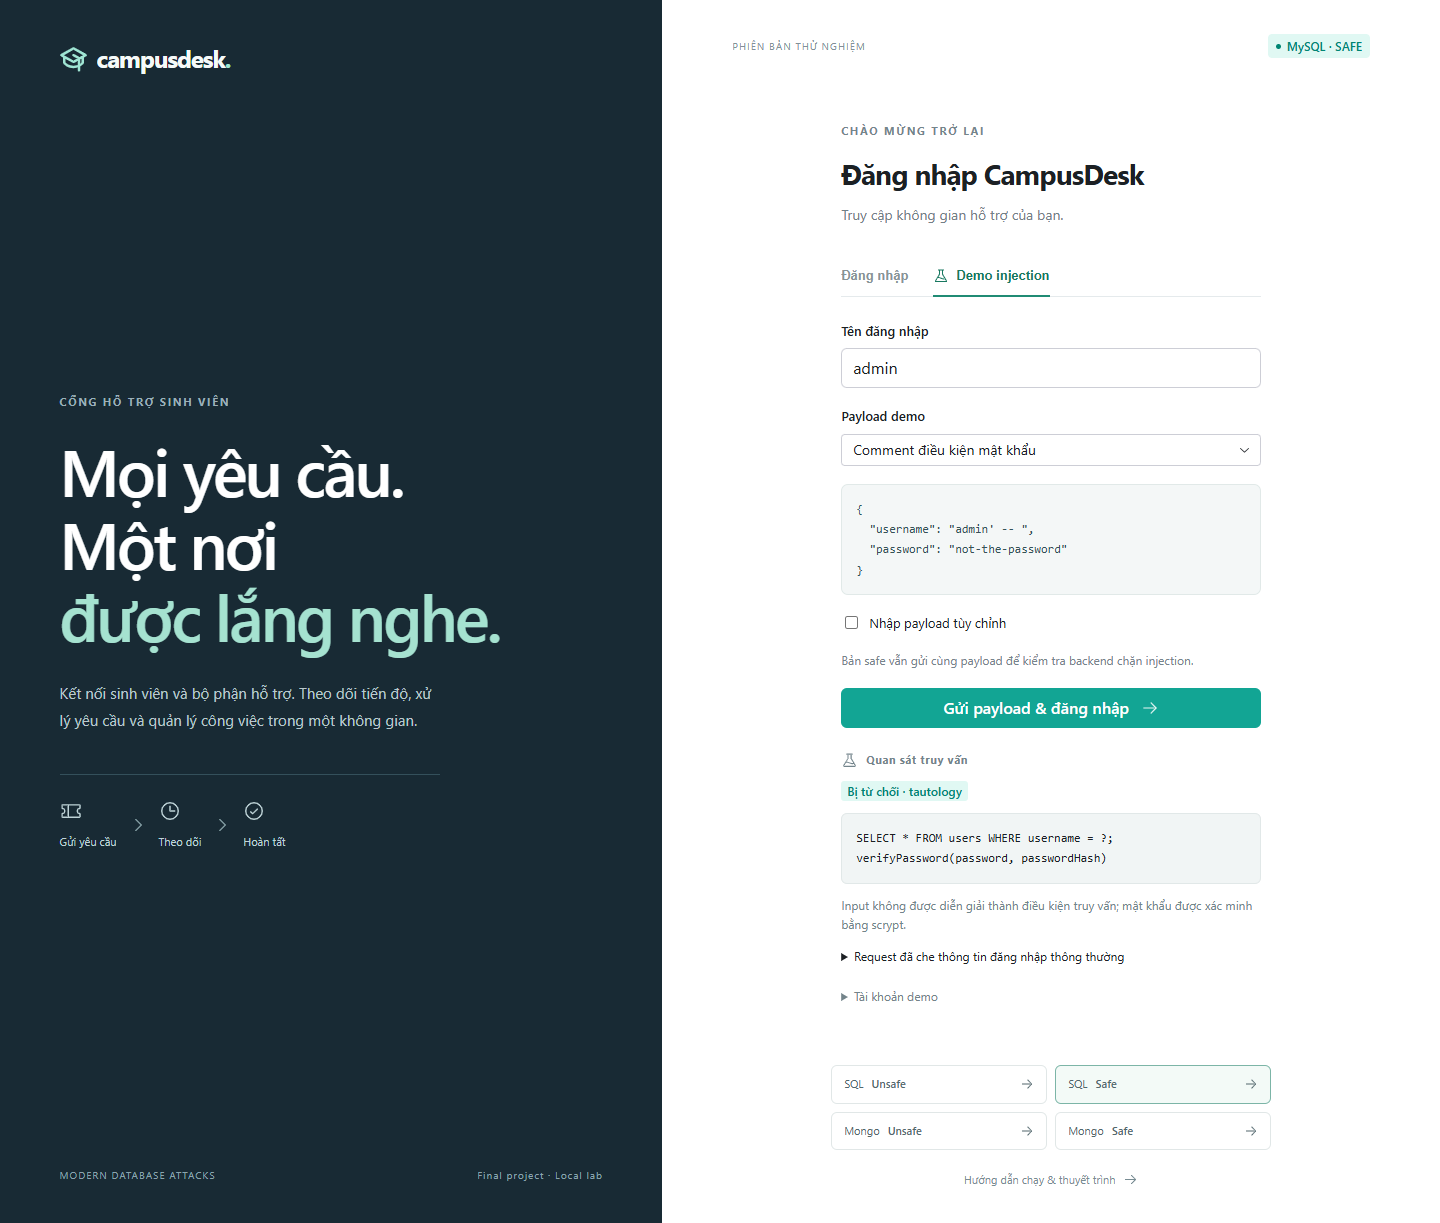 campusdesk.
CỔNG HỖ TRỢ SINH VIÊN
Mọi yêu cầu.
Một nơi
được lắng nghe.
Kết nối sinh viên và bộ phận hỗ trợ. Theo dõi tiến độ, xử
lý yêu cầu và quản lý công việc trong một không gian.
Gửi yêu cầu
Theo dõi
Hoàn tất
MODERN DATABASE ATTACKS
Final project · Local lab
PHIÊN BẢN THỬ NGHIỆM
MySQL · SAFE
CHÀO MỪNG TRỞ LẠI
Đăng nhập CampusDesk
Truy cập không gian hỗ trợ của bạn.
Đăng nhập
Demo injection
Tên đăng nhập
admin
Payload demo
Comment điều kiện mật khẩu
{
"username": "admin' -- ",
"password": "not-the-password"
}
Nhập payload tùy chỉnh
Bản safe vẫn gửi cùng payload để kiểm tra backend chặn injection.
Gửi payload & đăng nhập
Quan sát truy vấn
Bị từ chối · tautology
SELECT * FROM users WHERE username = ?;
verifyPassword(password, passwordHash)
Input không được diễn giải thành điều kiện truy vấn; mật khẩu được xác minh
bằng scrypt.
Request đã che thông tin đăng nhập thông thường
Tài khoản demo
SQL Unsafe
SQL Safe
Mongo Unsafe
Mongo Safe
Hướng dẫn chạy & thuyết trình